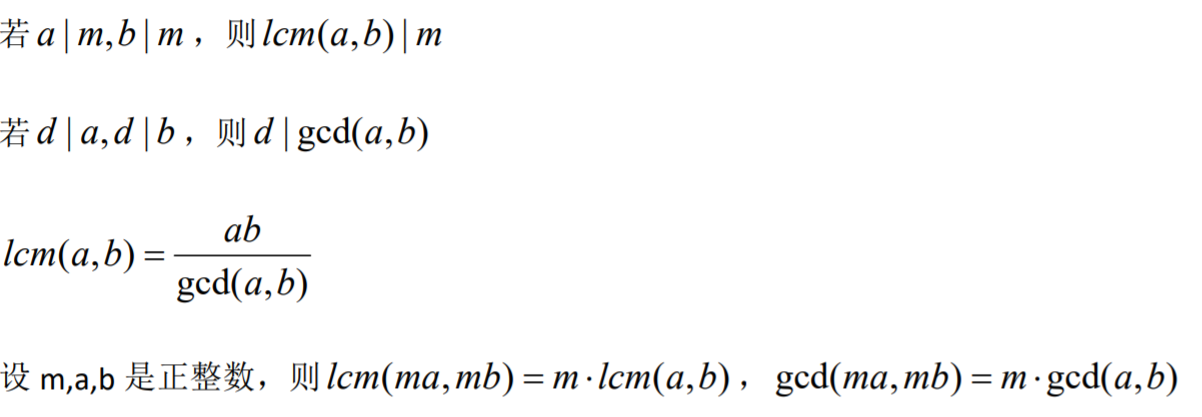 若 a | m, b | m ，则 lcm(a,b) | m
若 d | a, d | b ，则 d | gcd(a,b)
lcm(a,b) = \frac{ab}{gcd(a,b)}
设 m,a,b 是正整数，则 lcm(ma,mb) = m·lcm(a,b) ，gcd(ma,mb) = m·gcd(a,b)